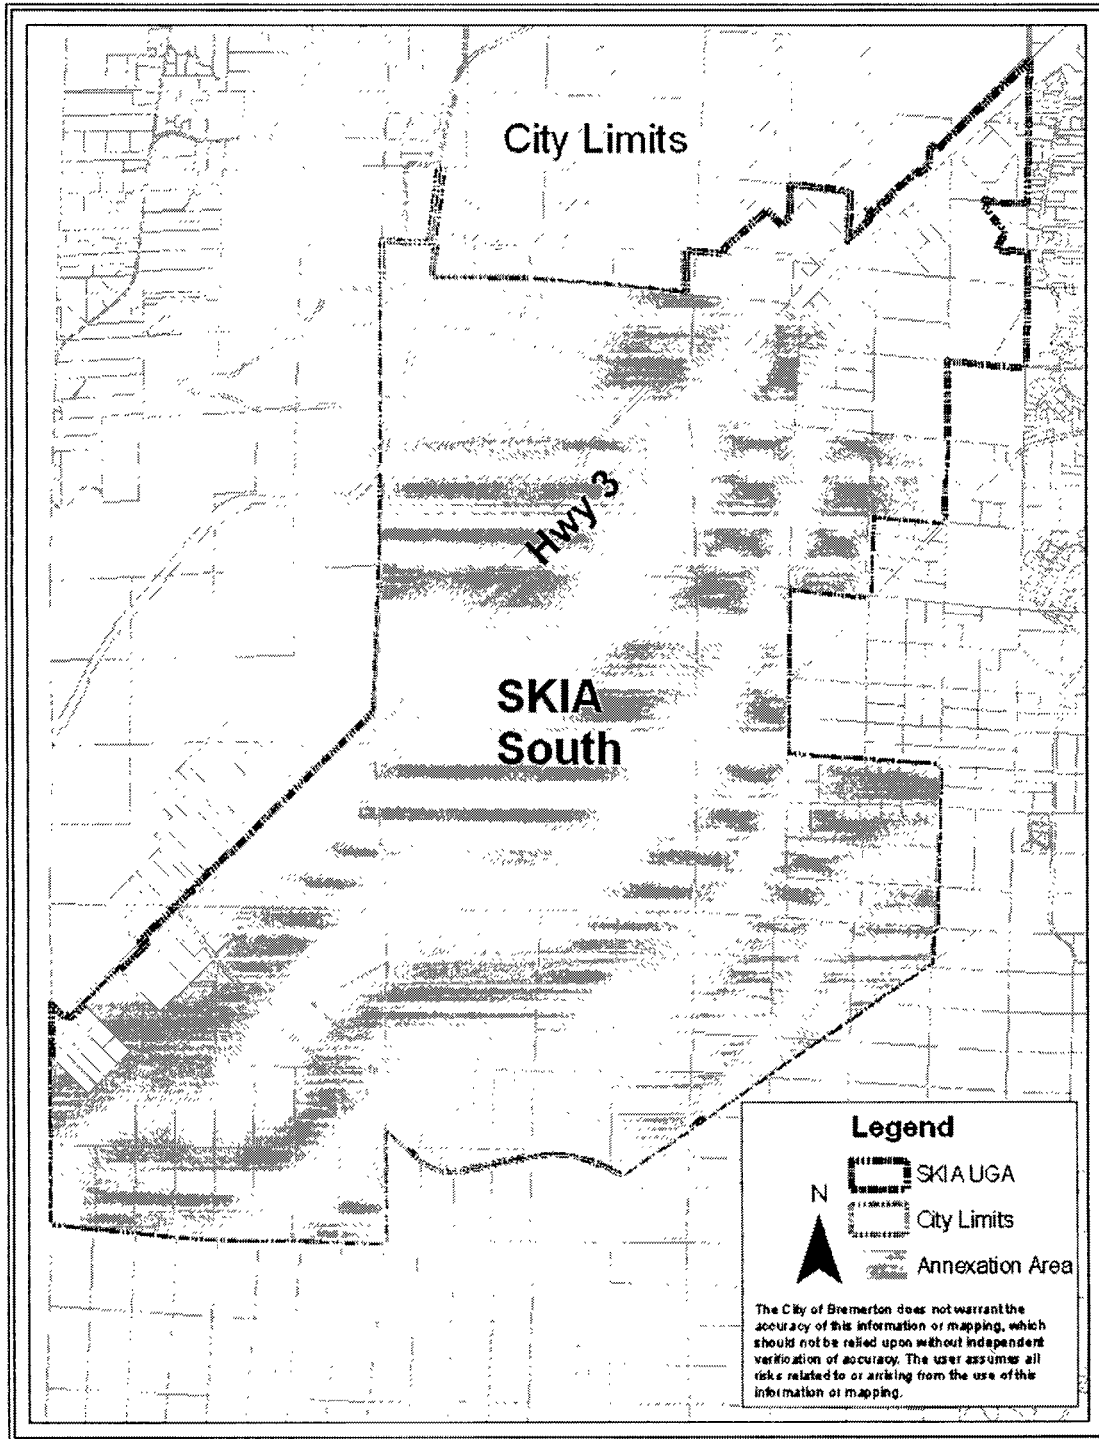 City Limits
Hwy 3
SKIA
South
Legend
SKIA UGA
N
City Limits
Annexation Area
The City of Bremerton does not warrant the
accuracy of this information or mapping, which
should not be relied upon without independent
verification of accuracy. The user assumes all
risks related to or arising from the use of this
information or mapping.